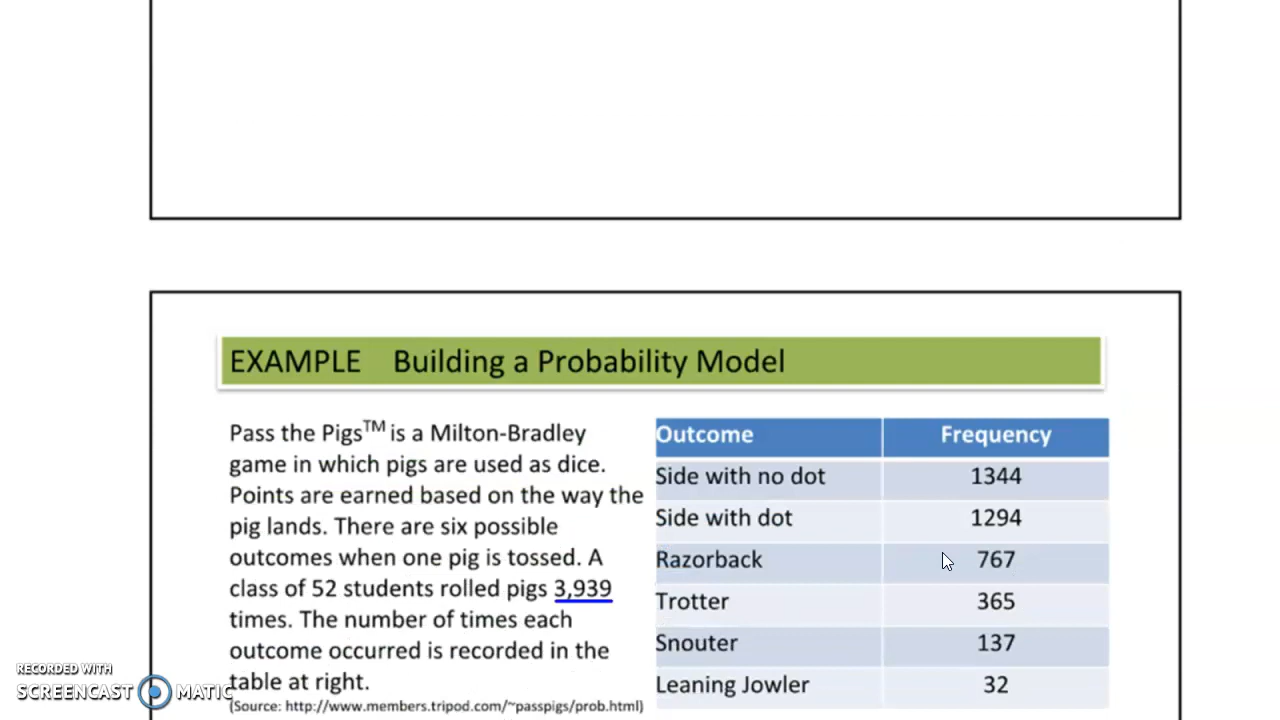 EXAMPLE Building a Probability Model
Pass the Pigs™ is a Milton-Bradley
game in which pigs are used as dice.
Points are earned based on the way the
pig lands. There are six possible
outcomes when one pig is tossed. A
class of 52 students rolled pigs 3,939
times. The number of times each
outcome occurred is recorded in the
table at right.
(Source: http://www.members.tripod.com/~passpigs/prob.html)
Outcome Frequency
Side with no dot 1344
Side with dot 1294
Razorback 767
Trotter 365
Snouter 137
Leaning Jowler 32
RECORDED WITH
SCREENCAST MATIC